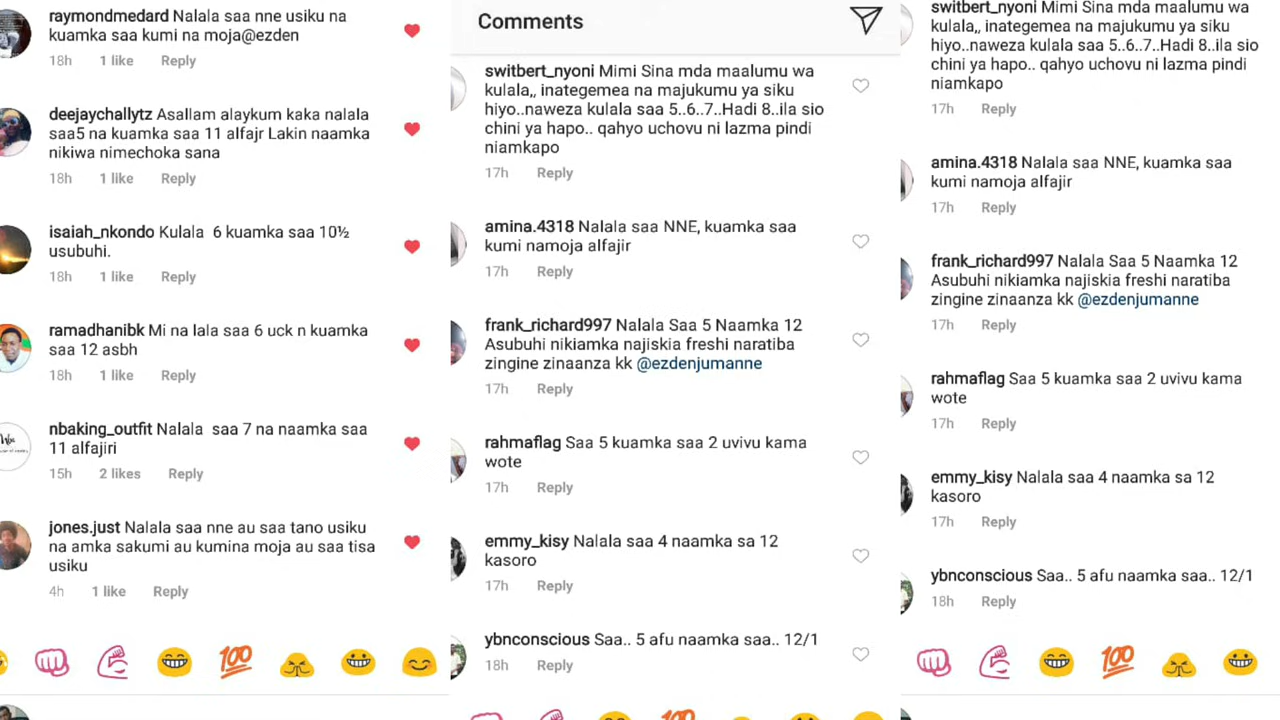 raymondmedard Nalala saa nne usiku na
kuamka saa kumi na moja@ezden
18h 1 like Reply
deejaychallytz Asallam alaykum kaka nalala
saa5 na kuamka saa 11 alfajr Lakin naamka
nikiwa nimechoka sana
18h 1 like Reply
isaiah_nkondo Kulala 6 kuamka saa 10½
usubuhi.
18h 1 like Reply
ramadhanibk Mi na lala saa 6 uck n kuamka
saa 12 asbh
18h 1 like Reply
nbaking_outfit Nalala saa 7 na naamka saa
11 alfajiri
15h 2 likes Reply
jones.just Nalala saa nne au saa tano usiku
na amka sakumi au kumina moja au saa tisa
usiku
4h 1 like Reply
100
Comments
switbert_nyoni Mimi Sina mda maalumu wa
kulala,, inategemea na majukumu ya siku
hiyo..naweza kulala saa 5..6..7..Hadi 8..ila sio
chini ya hapo.. qahyo uchovu ni lazma pindi
niamkapo
17h Reply
amina.4318 Nalala saa NNE, kuamka saa
kumi namoja alfajir
17h Reply
frank_richard997 Nalala Saa 5 Naamka 12
Asubuhi nikiamka najiskia freshi naratiba
zingine zinaanza kk @ezdenjumanne
17h Reply
rahmaflag Saa 5 kuamka saa 2 uvivu kama
wote
17h Reply
emmy_kisy Nalala saa 4 naamka sa 12
kasoro
17h Reply
ybnconscious Saa.. 5 afu naamka saa.. 12/1
18h Reply
100
switbert_nyoni Mimi Sina mda maalumu wa
kulala,, inategemea na majukumu ya siku
hiyo..naweza kulala saa 5..6..7..Hadi 8..ila sio
chini ya hapo.. qahyo uchovu ni lazma pindi
niamkapo
17h Reply
amina.4318 Nalala saa NNE, kuamka saa
kumi namoja alfajir
17h Reply
frank_richard997 Nalala Saa 5 Naamka 12
Asubuhi nikiamka najiskia freshi naratiba
zingine zinaanza kk @ezdenjumanne
17h Reply
rahmaflag Saa 5 kuamka saa 2 uvivu kama
wote
17h Reply
emmy_kisy Nalala saa 4 naamka sa 12
kasoro
17h Reply
ybnconscious Saa.. 5 afu naamka saa.. 12/1
18h Reply
100